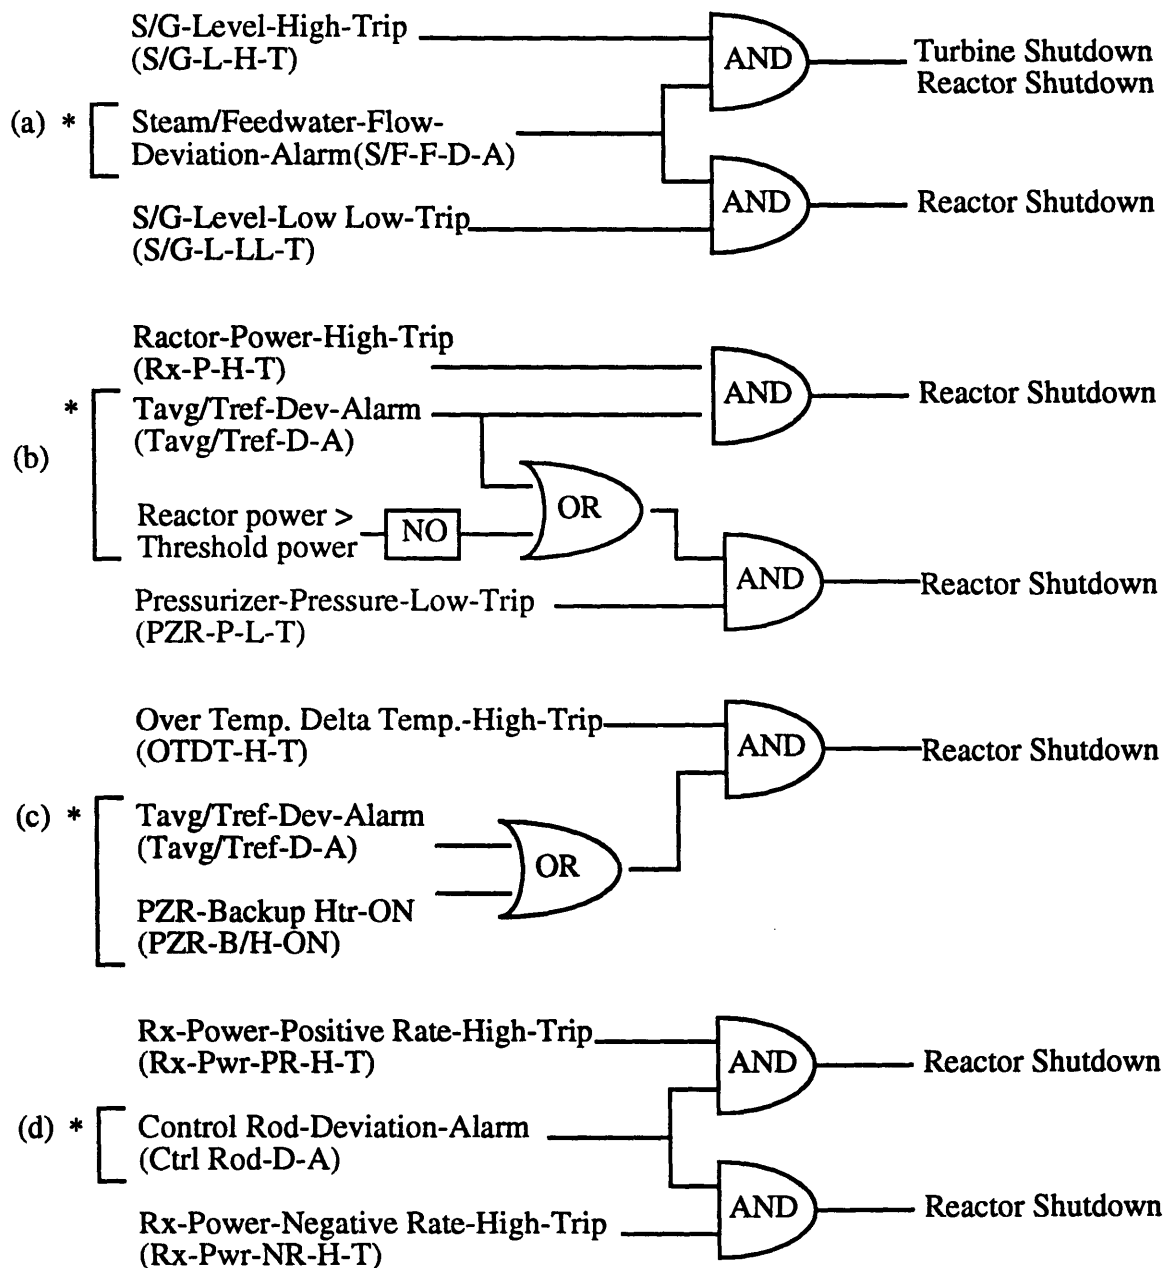 S/G-Level-High-Trip
(S/G-L-H-T)
AND
Turbine Shutdown
Reactor Shutdown
(a) *
Steam/Feedwater-Flow-
Deviation-Alarm(S/F-F-D-A)
S/G-Level-Low Low-Trip
(S/G-L-LL-T)
AND
Reactor Shutdown
Ractor-Power-High-Trip
(Rx-P-H-T)
AND
Reactor Shutdown
*
(b)
Tavg/Tref-Dev-Alarm
(Tavg/Tref-D-A)
OR
Reactor power >
Threshold power
NO
AND
Reactor Shutdown
Pressurizer-Pressure-Low-Trip
(PZR-P-L-T)
Over Temp. Delta Temp.-High-Trip
(OTDT-H-T)
AND
Reactor Shutdown
(c) *
Tavg/Tref-Dev-Alarm
(Tavg/Tref-D-A)
OR
PZR-Backup Htr-ON
(PZR-B/H-ON)
Rx-Power-Positive Rate-High-Trip
(Rx-Pwr-PR-H-T)
AND
Reactor Shutdown
(d) *
Control Rod-Deviation-Alarm
(Ctrl Rod-D-A)
Rx-Power-Negative Rate-High-Trip
(Rx-Pwr-NR-H-T)
AND
Reactor Shutdown